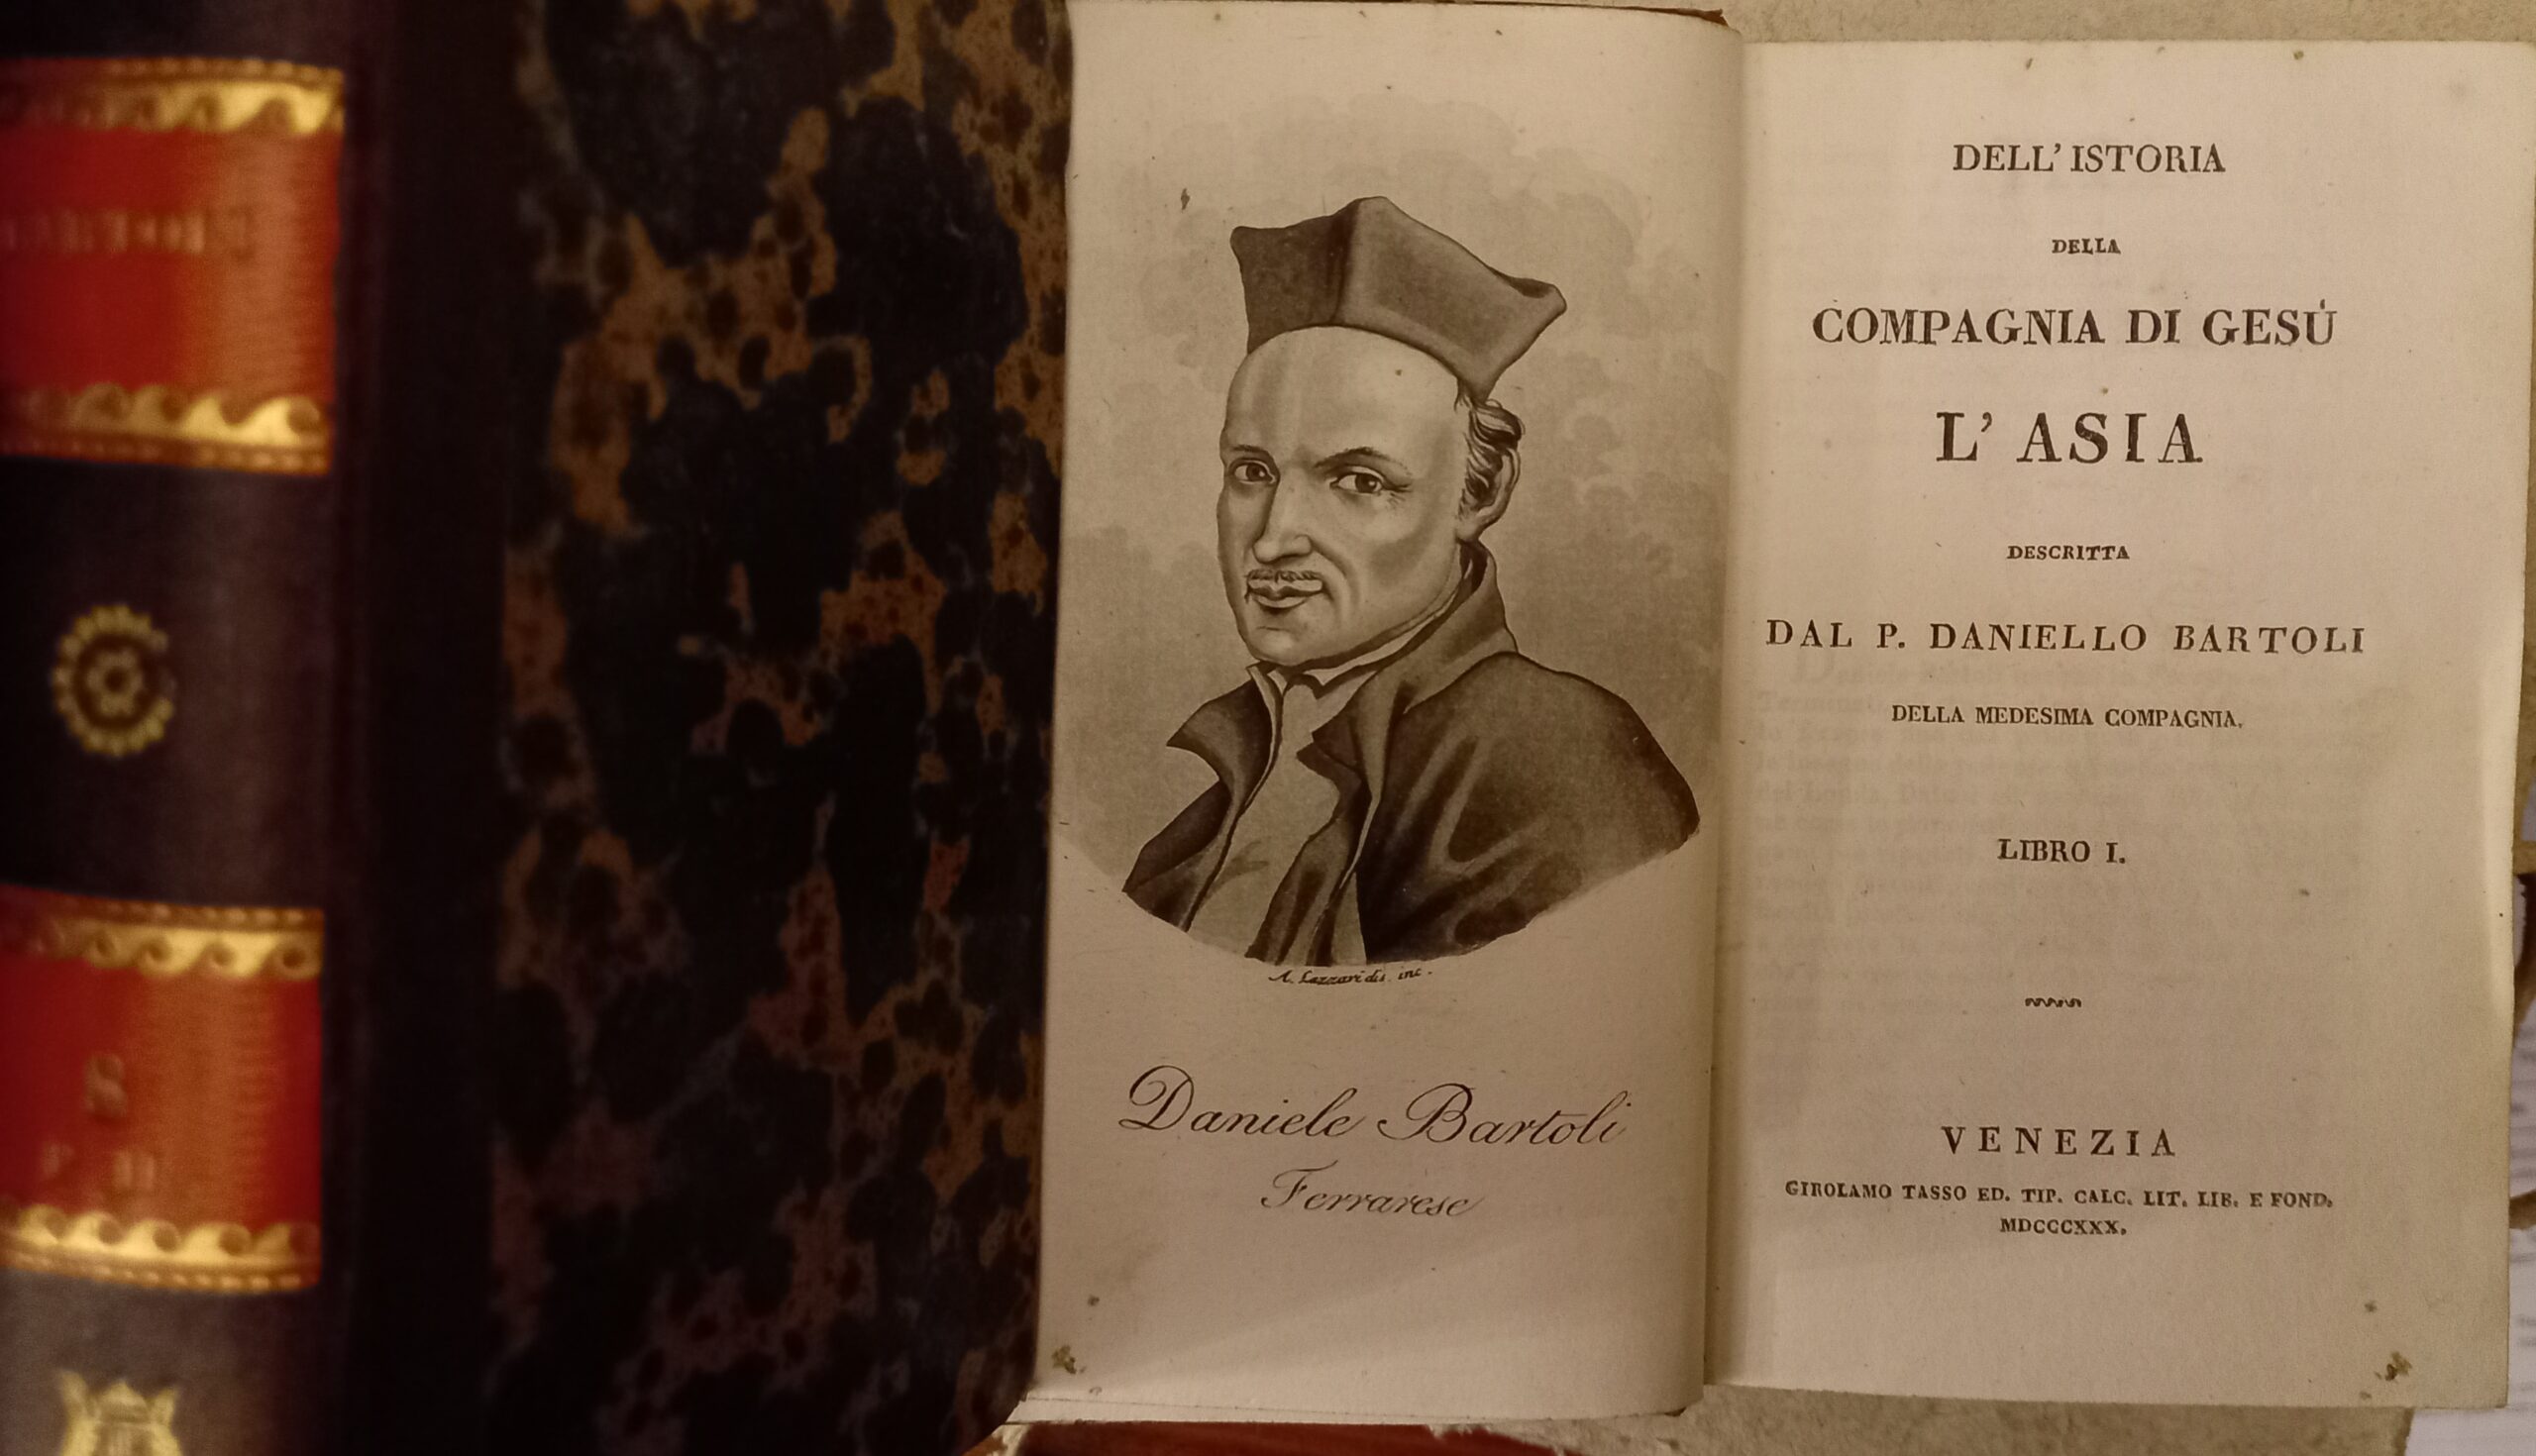 A. Lazzari dis. inc.
Daniele Bartoli
Ferrarese
DELL' ISTORIA
DELLA
COMPAGNIA DI GESÙ
L' ASIA
DESCRITTA
DAL P. DANIELLO BARTOLI
DELLA MEDESIMA COMPAGNIA.
LIBRO I.
VENEZIA
GIROLAMO TASSO ED. TIP. CALC. LIT. LIB. E FOND.
MDCCCXXX.